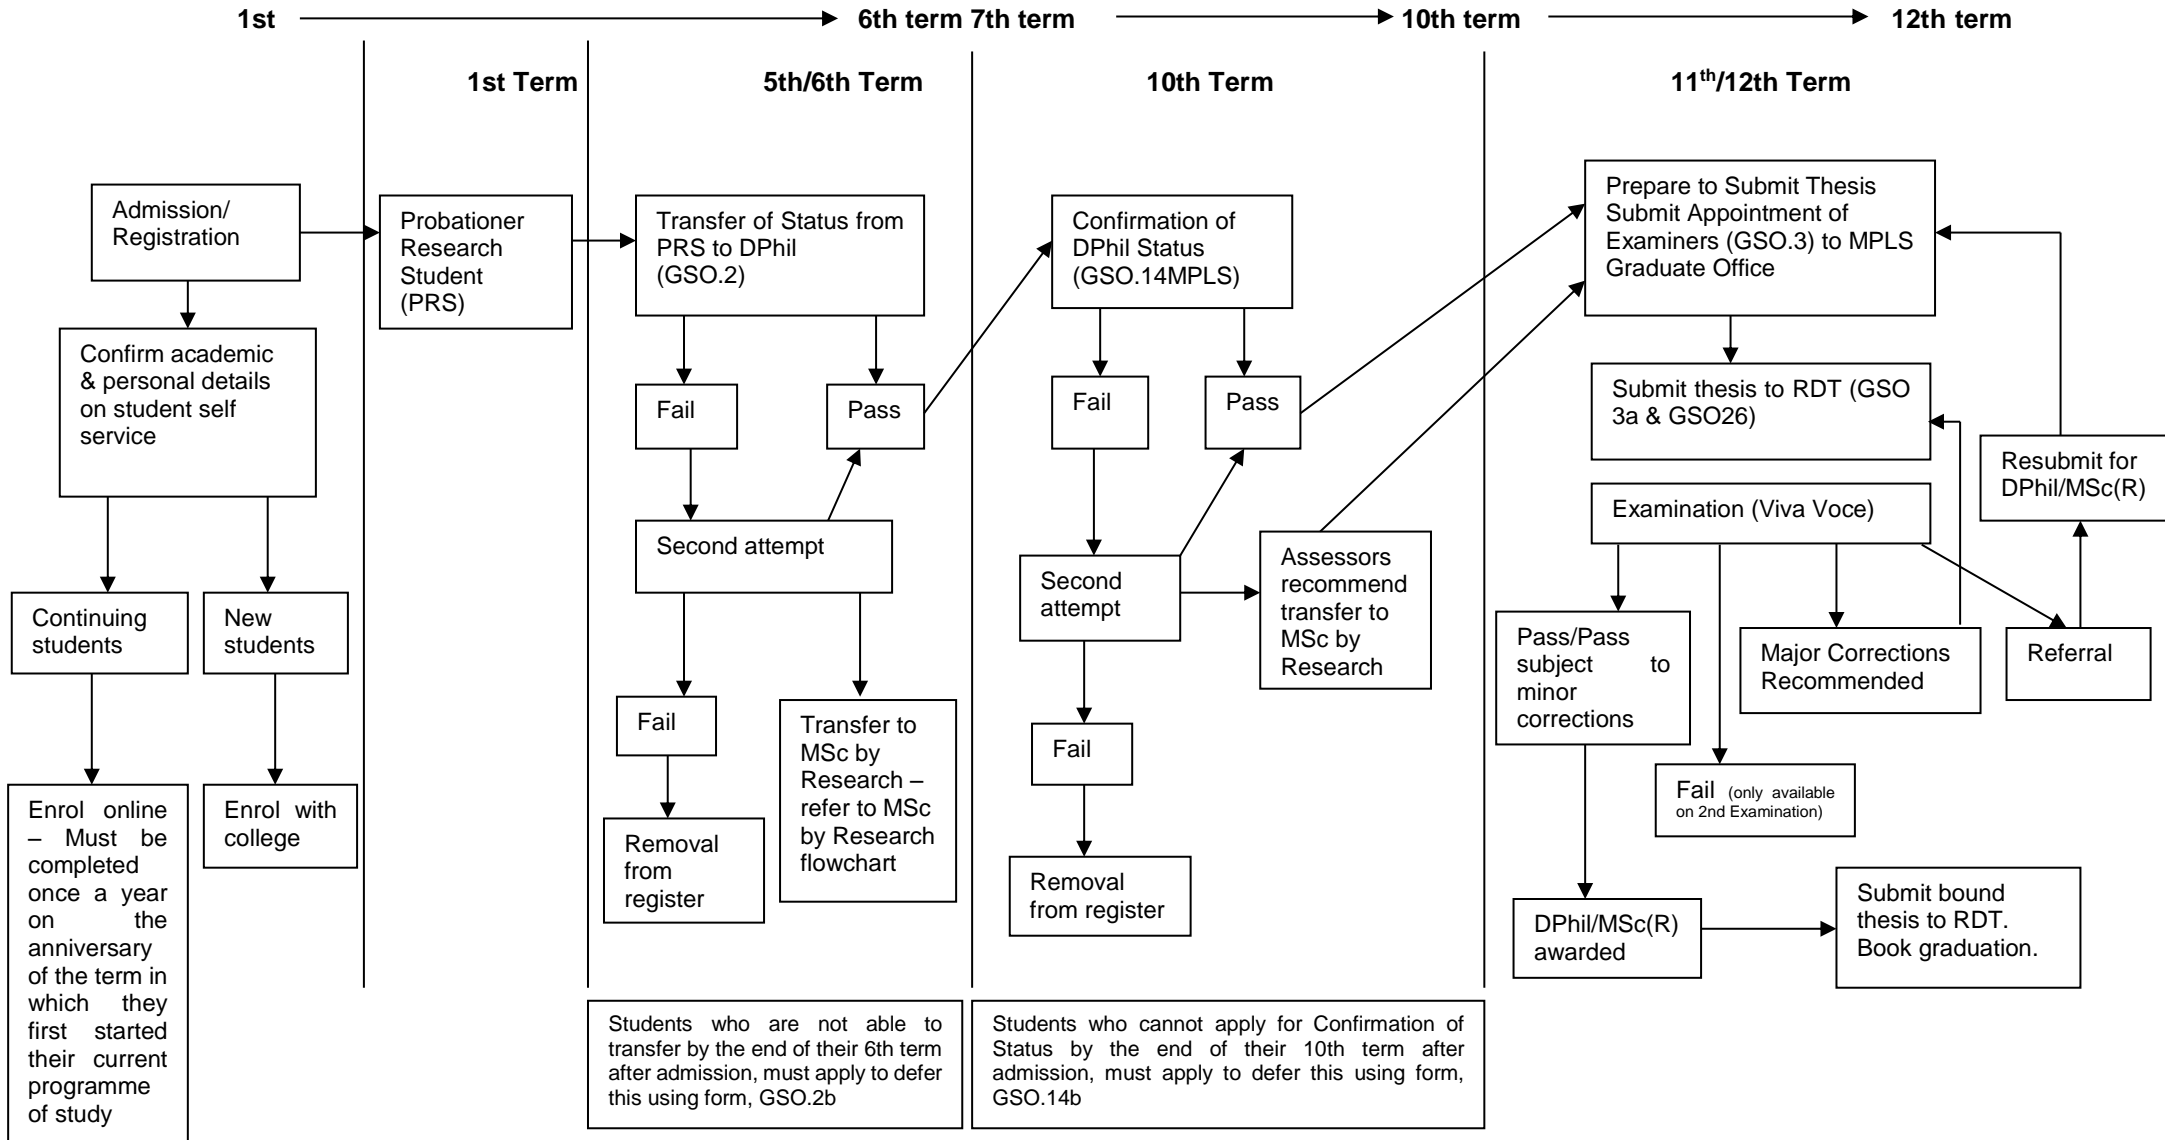 1st
6th term 7th term
10th term
12th term
1st Term
5th/6th Term
10th Term
11th/12th Term
Admission/
Registration
Confirm academic
& personal details
on student self
service
Continuing
students
New
students
Enrol online
– Must be
completed
once a year
on the
anniversary
of the term in
which they
first started
their current
programme
of study
Enrol with
college
Probationer
Research
Student
(PRS)
Transfer of Status from
PRS to DPhil
(GSO.2)
Fail
Pass
Second attempt
Fail
Removal
from
register
Transfer to
MSc by
Research –
refer to MSc
by Research
flowchart
Students who are not able to
transfer by the end of their 6th term
after admission, must apply to defer
this using form, GSO.2b
Confirmation of
DPhil Status
(GSO.14MPLS)
Fail
Pass
Second
attempt
Assessors
recommend
transfer to
MSc by
Research
Fail
Removal
from register
Students who cannot apply for Confirmation of
Status by the end of their 10th term after
admission, must apply to defer this using form,
GSO.14b
Prepare to Submit Thesis
Submit Appointment of
Examiners (GSO.3) to MPLS
Graduate Office
Submit thesis to RDT (GSO
3a & GSO26)
Examination (Viva Voce)
Resubmit for
DPhil/MSc(R)
Pass/Pass
subject to
minor
corrections
Major Corrections
Recommended
Referral
Fail (only available
on 2nd Examination)
DPhil/MSc(R)
awarded
Submit bound
thesis to RDT.
Book graduation.